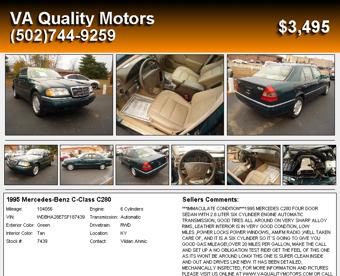 VA Quality Motors
(502)744-9259
$3,495
1995 Mercedes-Benz C-Class C280
Mileage: 104056 Engine: 6 Cylinders
VIN: WDBHA28E7SF187439 Transmission: Automatic
Exterior Color: Green Drivetrain: RWD
Interior Color: Tan Location: KY
Stock #: 7439 Contact: Vildan Ahmic
Sellers Comments:
***IMMACULATE CONDITION***1995 MERCEDES C280 FOUR DOOR
SEDAN WITH 2.8 LITER SIX CYLINDER ENGINE AUTOMATIC
TRANSMISSION, GOOD TIRES ALL AROUND ON VERY SHARP ALLOY
RIMS, LEATHER INTERIOR IS IN VERY GOOD CONDITION, LOW
MILES ,POWER LOCKS POWER WINDOWS, AM/FM RADIO ,WELL TAKEN
CARE OF, AND IT IS A SIX CYLINDER SO IT'S GOING TO GIVE YOU
GOOD GAS MILEAGE,OVER 20 MILES PER GALLON, MAKE THE CALL
AND SET UP A NO OBLIGATION TEST RIDE! GET THE FEEL OF THIS ONE
AS ITS WONT BE AROUND LONG!! THIS ONE IS SUPER CLEAN INSIDE
AND OUT AND DRIVES LIKE NEW. IT HAS BEEN DETAILED,
MECHANICALLY INSPECTED, FOR MORE INFORMATION AND PICTURES
PLEASE VISIT US ONLINE AT WWW.VAQUALITYMOTORS.COM OR CALL US